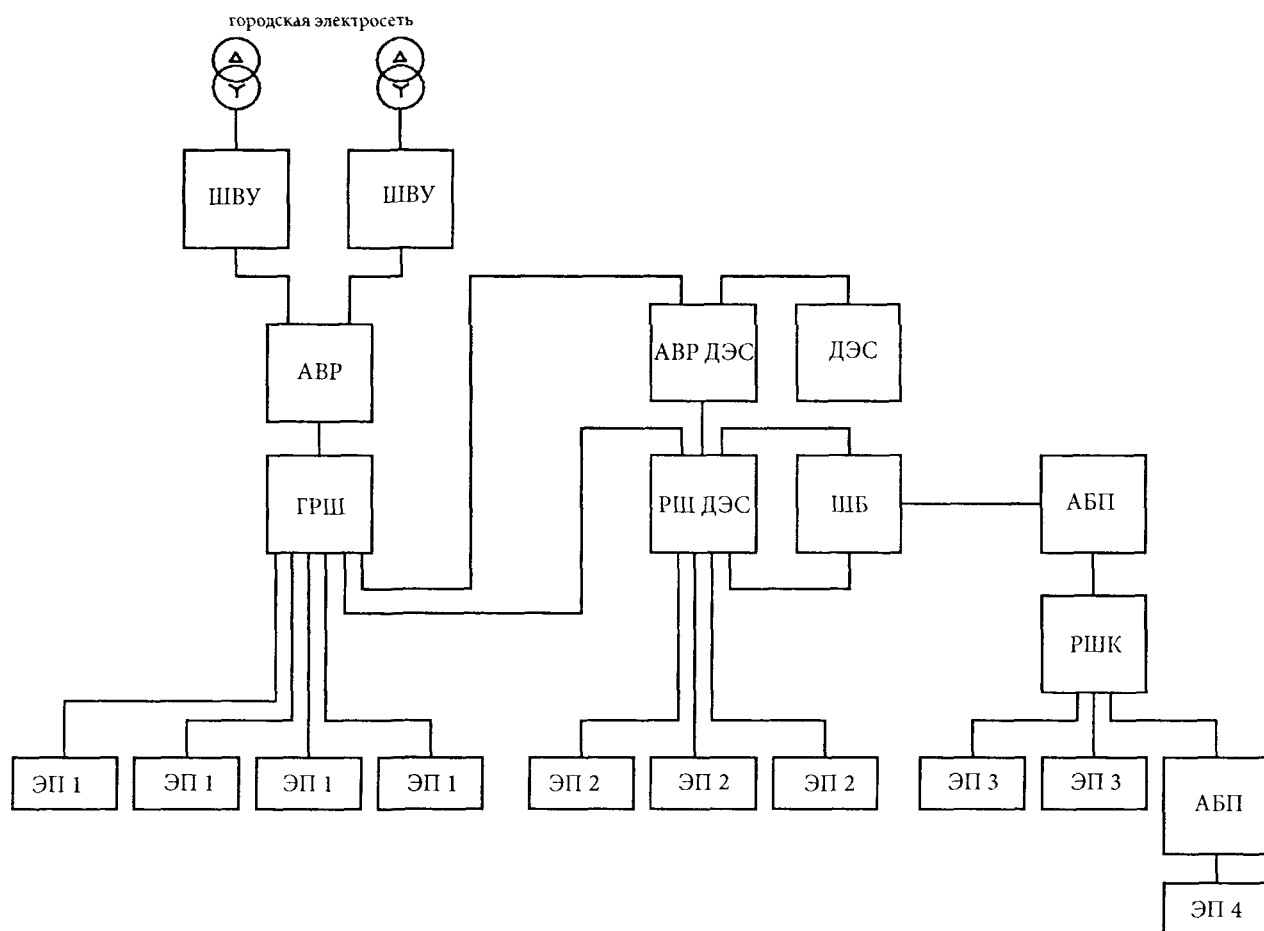 городская электросеть
Δ Δ
Y Y
ШВУ ШВУ
АВР ДЭС ДЭС
АВР
ГРШ РШ ДЭС ШБ АБП
РШК
ЭП 1 ЭП 1 ЭП 1 ЭП 1 ЭП 2 ЭП 2 ЭП 2 ЭП 3 ЭП 3
АБП
ЭП 4